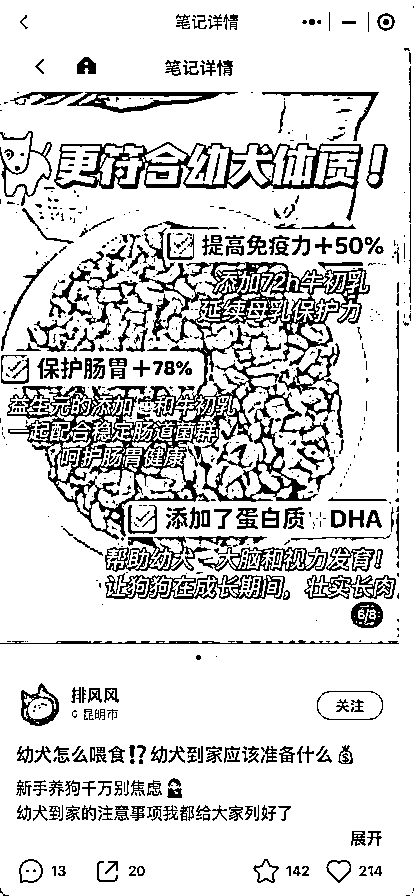 笔记详情
笔记详情
更符合幼犬体质！
提高免疫力+50%
添加72h牛初乳
延续母乳保护力
保护肠胃+78%
益生元的添加 和牛初乳
一起配合稳定肠道菌群
呵护肠胃健康
添加了蛋白质 DHA
帮助幼犬 大脑和视力发育！
让狗狗在成长期间，壮实长肉
6/8
排风风
昆明市
关注
幼犬怎么喂食⁉️幼犬到家应该准备什么💰
新手养狗千万别焦虑
幼犬到家的注意事项我都给大家列好了
展开
13
20
142
214